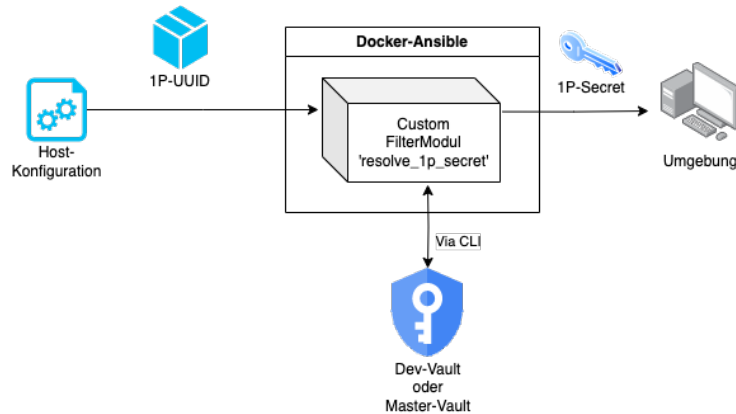 Docker-Ansible
1P-UUID
1P-Secret
Custom
FilterModul
'resolve_1p_secret'
Host-
Konfiguration
Umgebung
Via CLI
Dev-Vault
oder
Master-Vault